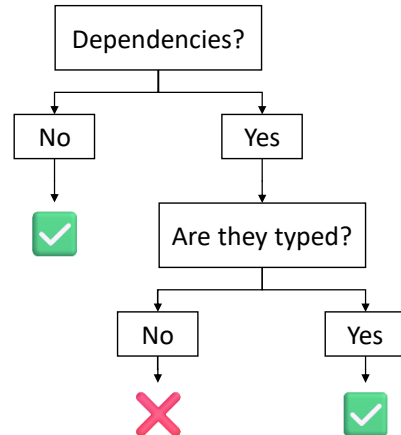 Dependencies?
No
Yes
Are they typed?
No
Yes